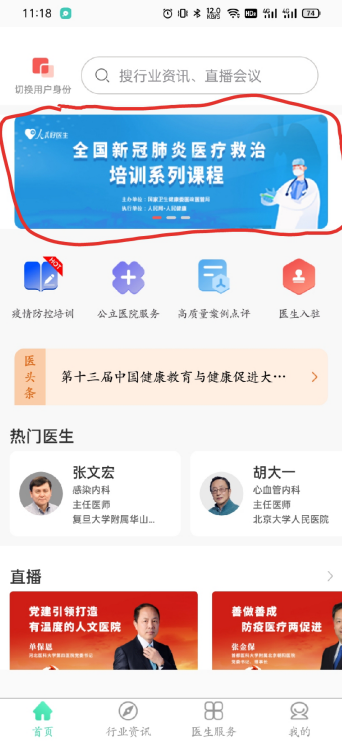 11:18
12.0
KB/s
HD
4G
4G
74
切换用户身份
搜行业资讯、直播会议
人民好医生
全国新冠肺炎医疗救治
培训系列课程
主办单位：国家卫生健康委医政医管局
执行单位：人民网·人民健康
HOT
疫情防控培训
公立医院服务
高质量案例点评
医生入驻
医头条
第十三届中国健康教育与健康促进大…
热门医生
张文宏
感染内科
主任医师
复旦大学附属华山...
胡大一
心血管内科
主任医师
北京大学人民医院
直播
党建引领打造
有温度的人文医院
单保恩
善做善成
防疫医疗两促进
张金保
首页
行业资讯
医生服务
我的